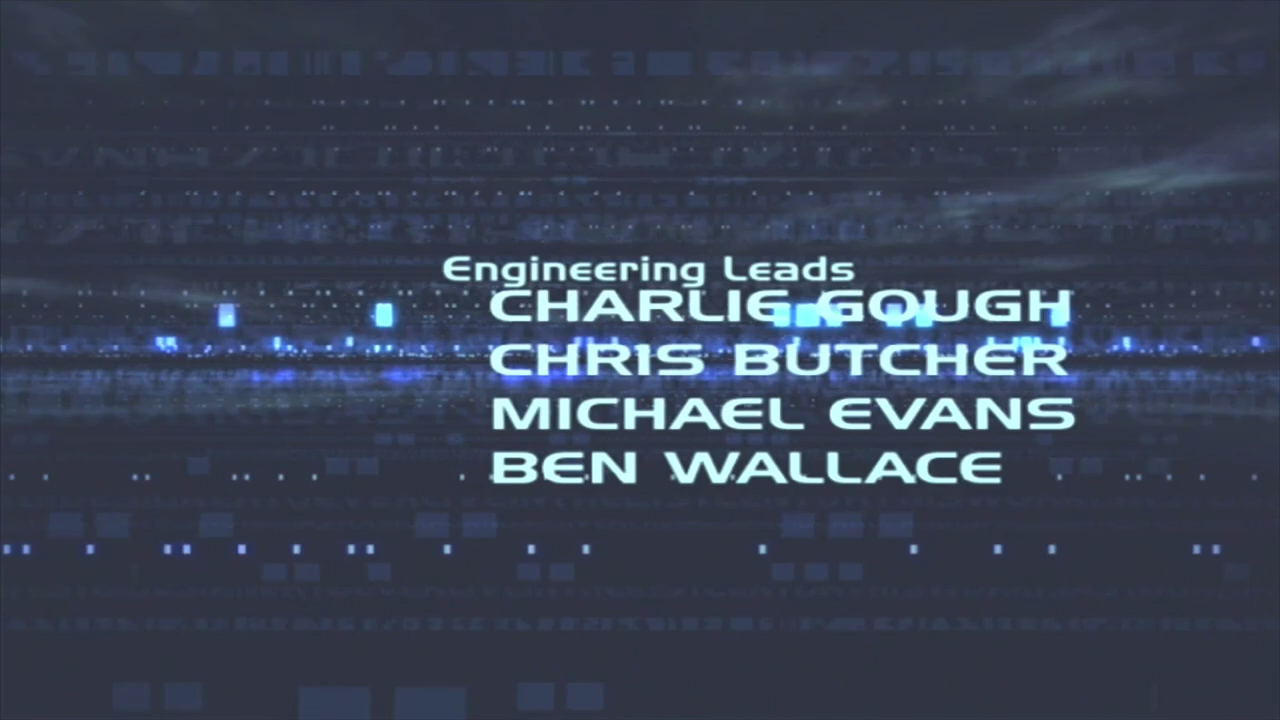 Engineering Leads
CHARLIE GOUGH
CHRIS BUTCHER
MICHAEL EVANS
BEN WALLACE